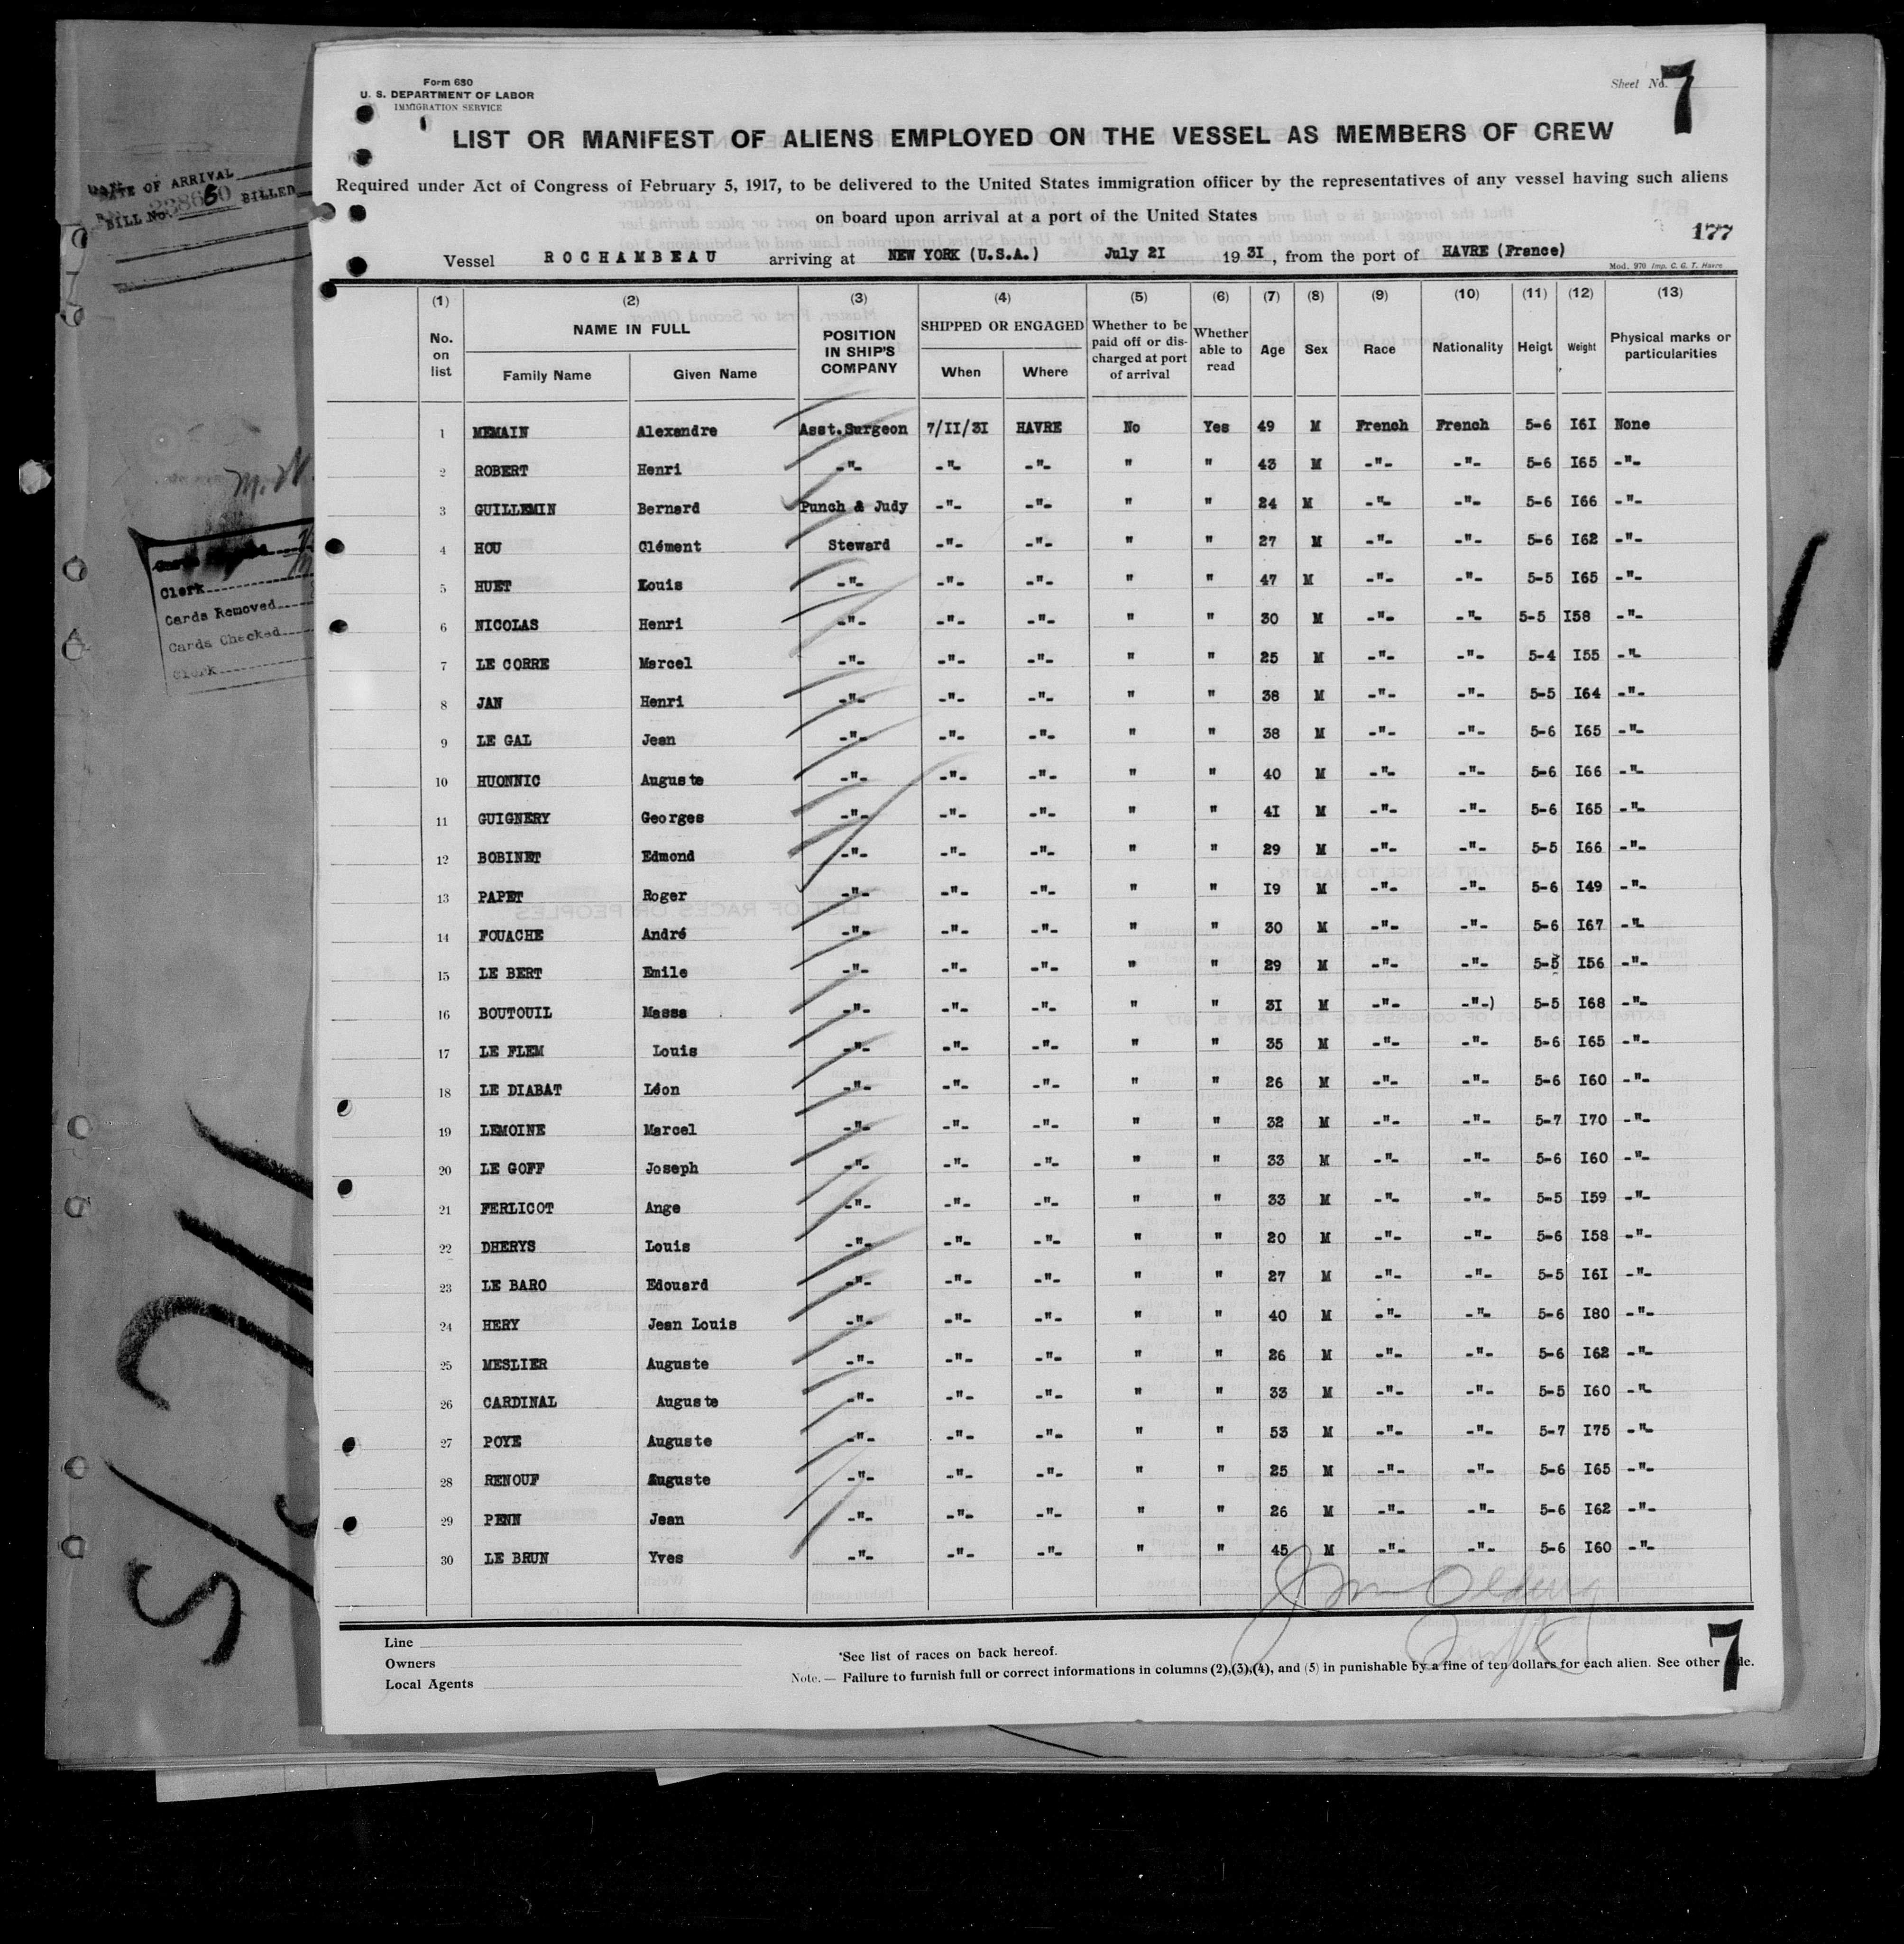 Form 630
U. S. DEPARTMENT OF LABOR
IMMIGRATION SERVICE
Sheet No. 7
LIST OR MANIFEST OF ALIENS EMPLOYED ON THE VESSEL AS MEMBERS OF CREW
Required under Act of Congress of February 5, 1917, to be delivered to the United States immigration officer by the representatives of any vessel having such aliens
on board upon arrival at a port of the United States
177
Vessel ROCHAMBEAU arriving at NEW YORK (U.S.A.) July 2I 19 3I, from the port of HAVRE (France)
Mod. 970 Imp. C. G. T. Havre
(1) (2) (3) (4) (5) (6) (7) (8) (9) (10) (11) (12) (13)
No. on list NAME IN FULL Family Name Given Name POSITION IN SHIP'S COMPANY SHIPPED OR ENGAGED When Where Whether to be paid off or discharged at port of arrival Whether able to read Age Sex Race Nationality Heigt Weight Physical marks or particularities
1 MEMAIN Alexandre Asst.Surgeon 7/II/3I HAVRE No Yes 49 M French French 5-6 I6I None
2 ROBERT Henri -"- -"- -"- " " 43 M -"- -"- 5-6 I65 -"-
3 GUILLEMIN Bernard Punch & Judy -"- -"- " " 24 M -"- -"- 5-6 I66 -"-
4 HOU Clément Steward -"- -"- " " 27 M -"- -"- 5-6 I62 -"-
5 HUET Louis -"- -"- -"- " " 47 M -"- -"- 5-5 I65 -"-
6 NICOLAS Henri -"- -"- -"- " " 30 M -"- -"- 5-5 I58 -"-
7 LE CORRE Marcel -"- -"- -"- " " 25 M -"- -"- 5-4 I55 -"-
8 JAN Henri -"- -"- -"- " " 38 M -"- -"- 5-5 I64 -"-
9 LE GAL Jean -"- -"- -"- " " 38 M -"- -"- 5-6 I65 -"-
10 HUONNIC Auguste -"- -"- -"- " " 40 M -"- -"- 5-6 I66 -"-
11 GUIGNERY Georges -"- -"- -"- " " 4I M -"- -"- 5-6 I65 -"-
12 BOBINET Edmond -"- -"- -"- " " 29 M -"- -"- 5-5 I66 -"-
13 PAPET Roger -"- -"- -"- " " I9 M -"- -"- 5-6 I49 -"-
14 FOUACHE André -"- -"- -"- " " 30 M -"- -"- 5-6 I67 -"-
15 LE BERT Emile -"- -"- -"- " " 29 M -"- -"- 5-5 I56 -"-
16 BOUTOUIL Massa -"- -"- -"- " " 3I M -"- -"-) 5-5 I68 -"-
17 LE FLEM Louis -"- -"- -"- " " 35 M -"- -"- 5-6 I65 -"-
18 LE DIABAT Léon -"- -"- -"- " " 26 M -"- -"- 5-6 I60 -"-
19 LEMOINE Marcel -"- -"- -"- " " 32 M -"- -"- 5-7 I70 -"-
20 LE GOFF Joseph -"- -"- -"- " " 33 M -"- -"- 5-6 I60 -"-
21 FERLICOT Ange -"- -"- -"- " " 33 M -"- -"- 5-5 I59 -"-
22 DHERYS Louis -"- -"- -"- " " 20 M -"- -"- 5-6 I58 -"-
23 LE BARO Edouard -"- -"- -"- " " 27 M -"- -"- 5-5 I6I -"-
24 HERY Jean Louis -"- -"- -"- " " 40 M -"- -"- 5-6 I80 -"-
25 MESLIER Auguste -"- -"- -"- " " 26 M -"- -"- 5-6 I62 -"-
26 CARDINAL Auguste -"- -"- -"- " " 33 M -"- -"- 5-5 I60 -"-
27 POYE Auguste -"- -"- -"- " " 53 M -"- -"- 5-7 I75 -"-
28 RENOUF Auguste -"- -"- -"- " " 25 M -"- -"- 5-6 I65 -"-
29 PENN Jean -"- -"- -"- " " 26 M -"- -"- 5-6 I62 -"-
30 LE BRUN Yves -"- -"- -"- " " 45 M -"- -"- 5-6 I60 -"-
Line
Owners
Local Agents
*See list of races on back hereof.
Note. — Failure to furnish full or correct informations in columns (2),(3),(4), and (5) in punishable by a fine of ten dollars for each alien. See other de.
7
DATE OF ARRIVAL
BILL No. BILLED
Clerk
Cards Removed
Cards Checked
Clerk